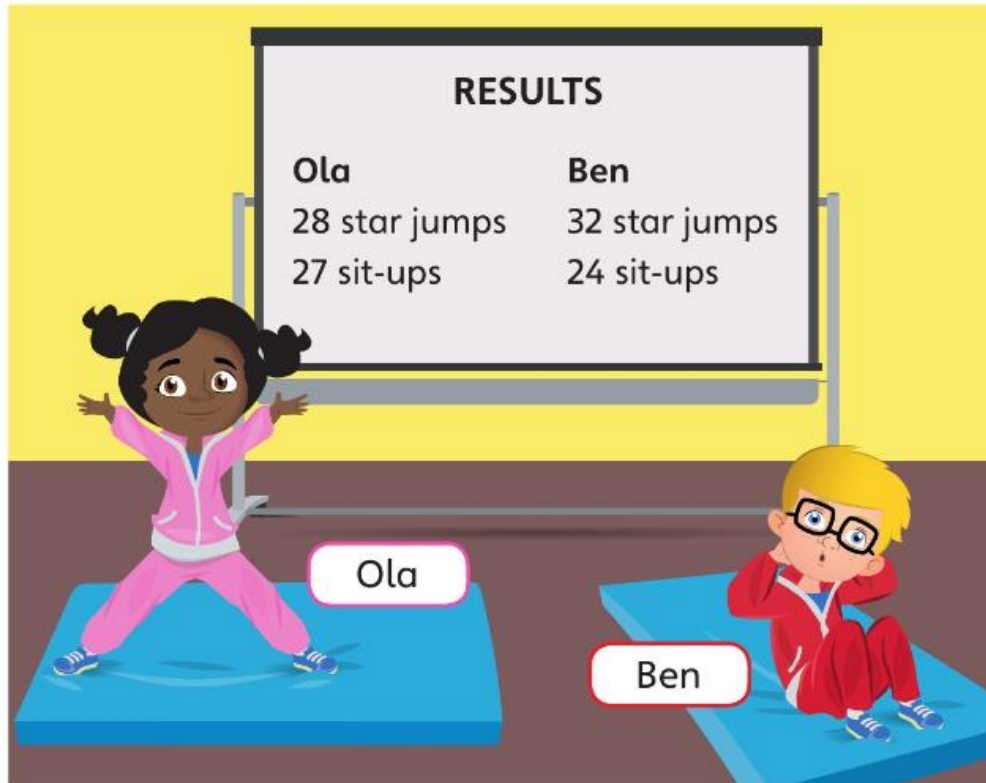 RESULTS
Ola
28 star jumps
27 sit-ups
Ben
32 star jumps
24 sit-ups
Ola
Ben